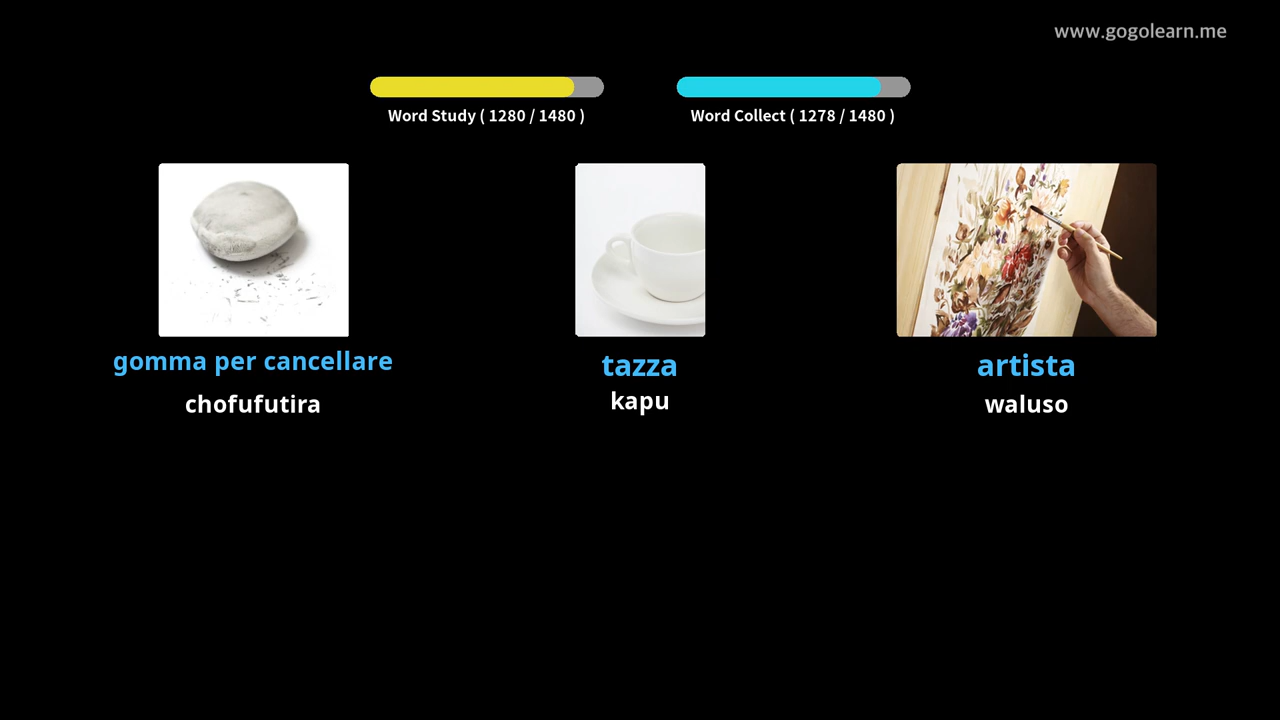 www.gogolearn.me
Word Study ( 1280 / 1480 )
Word Collect ( 1278 / 1480 )
gomma per cancellare
chofufutira
tazza
kapu
artista
waluso